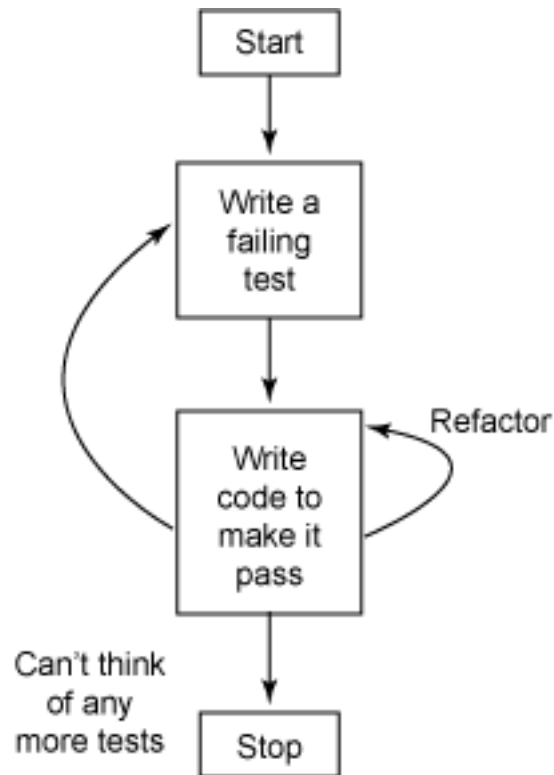 Start
Write a
failing
test
Refactor
Write
code to
make it
pass
Can't think
of any
more tests
Stop